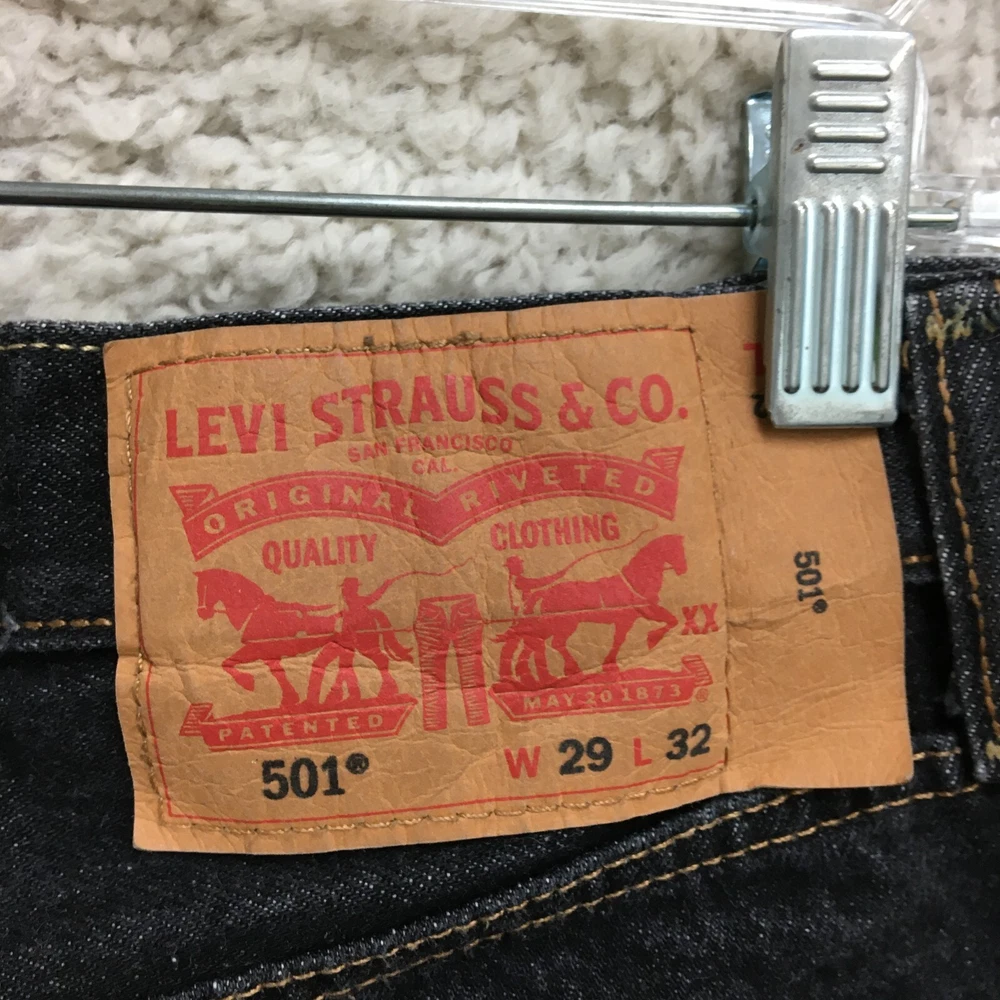 LEVI STRAUSS & CO.
SAN FRANCISCO
CAL.
ORIGINAL RIVETED
QUALITY CLOTHING
XX
PATENTED
MAY 20 1873 ®
501® W 29 L 32
501®